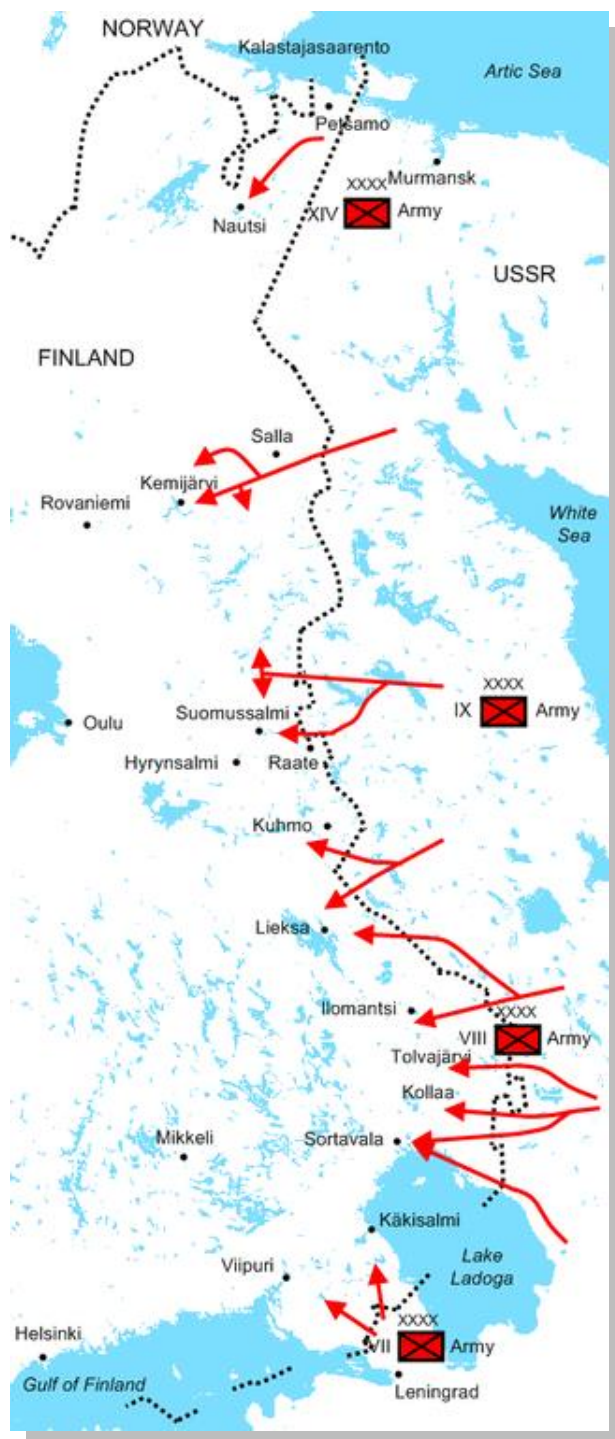 NORWAY
Kalastajasaarento
Artic Sea
Petsamo
Murmansk
XXXX
XIV Army
Nautsi
USSR
FINLAND
Salla
Kemijärvi
Rovaniemi
White
Sea
XXXX
IX Army
Suomussalmi
Oulu
Raate
Hyrynsalmi
Kuhmo
Lieksa
Ilomantsi
XXXX
VIII Army
Tolvajärvi
Kollaa
Mikkeli
Sortavala
Käkisalmi
Lake
Ladoga
Viipuri
XXXX
VII Army
Helsinki
Gulf of Finland
Leningrad